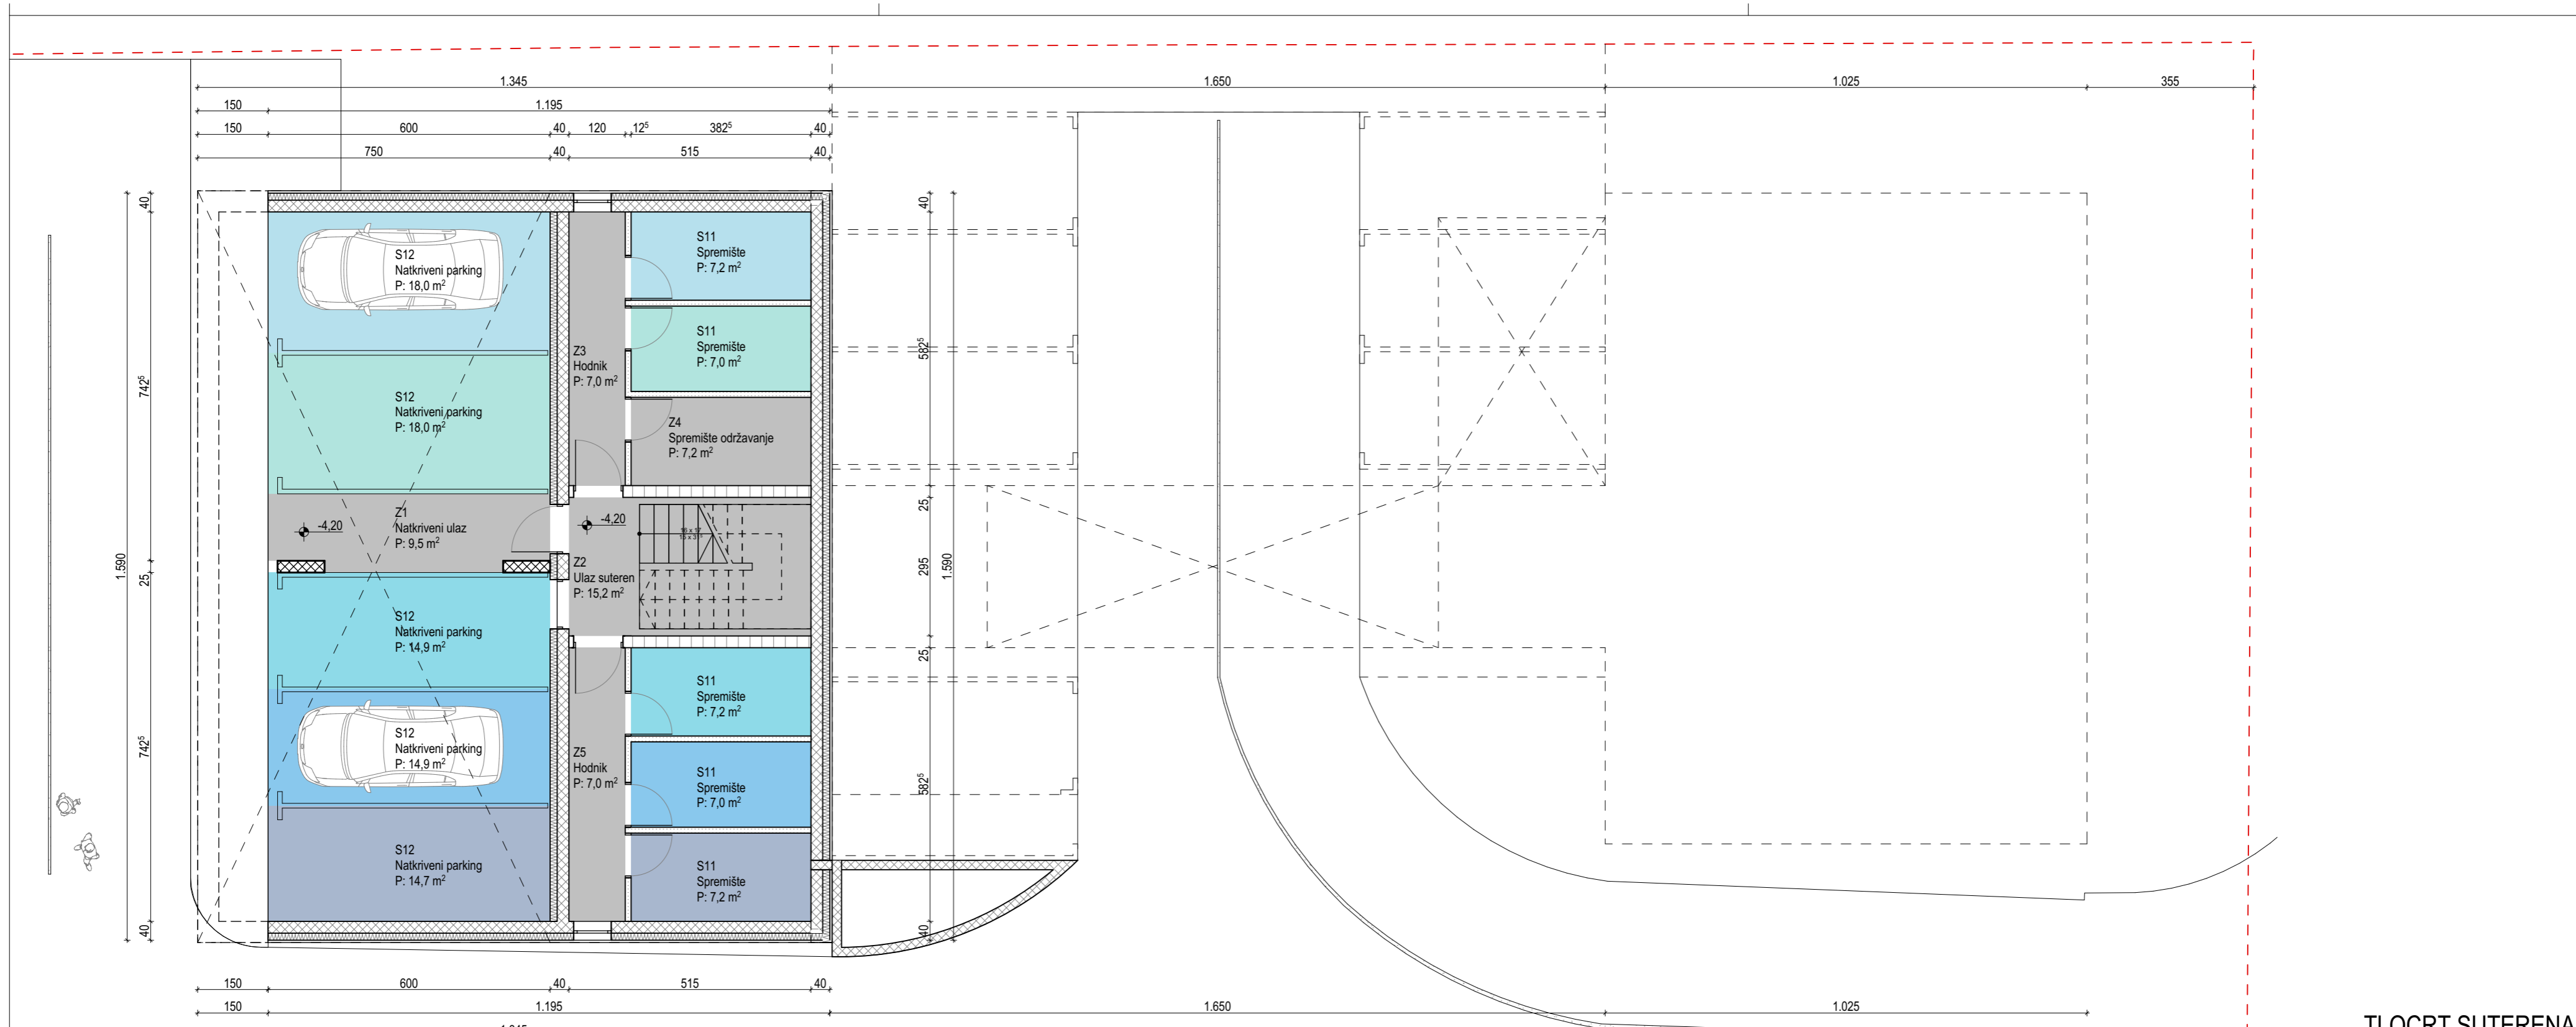 1.345
1.650
1.025
355
150
1.195
150
600
40
120
12⁵
382⁵
40
750
40
515
40
40
742⁵
25
742⁵
40
1.590
40
582⁵
25
295
25
582⁵
40
1.590
S12
Natkriveni parking
P: 18,0 m²
S11
Spremište
P: 7,2 m²
S11
Spremište
P: 7,0 m²
Z3
Hodnik
P: 7,0 m²
S12
Natkriveni parking
P: 18,0 m²
Z4
Spremište održavanje
P: 7,2 m²
Z1
Natkriveni ulaz
P: 9,5 m²
-4,20
-4,20
Z2
Ulaz suteren
P: 15,2 m²
S12
Natkriveni parking
P: 14,9 m²
S11
Spremište
P: 7,2 m²
S12
Natkriveni parking
P: 14,9 m²
Z5
Hodnik
P: 7,0 m²
S11
Spremište
P: 7,0 m²
S12
Natkriveni parking
P: 14,7 m²
S11
Spremište
P: 7,2 m²
150
600
40
515
40
150
1.195
1.650
1.025
TLOCRT SUTERENA